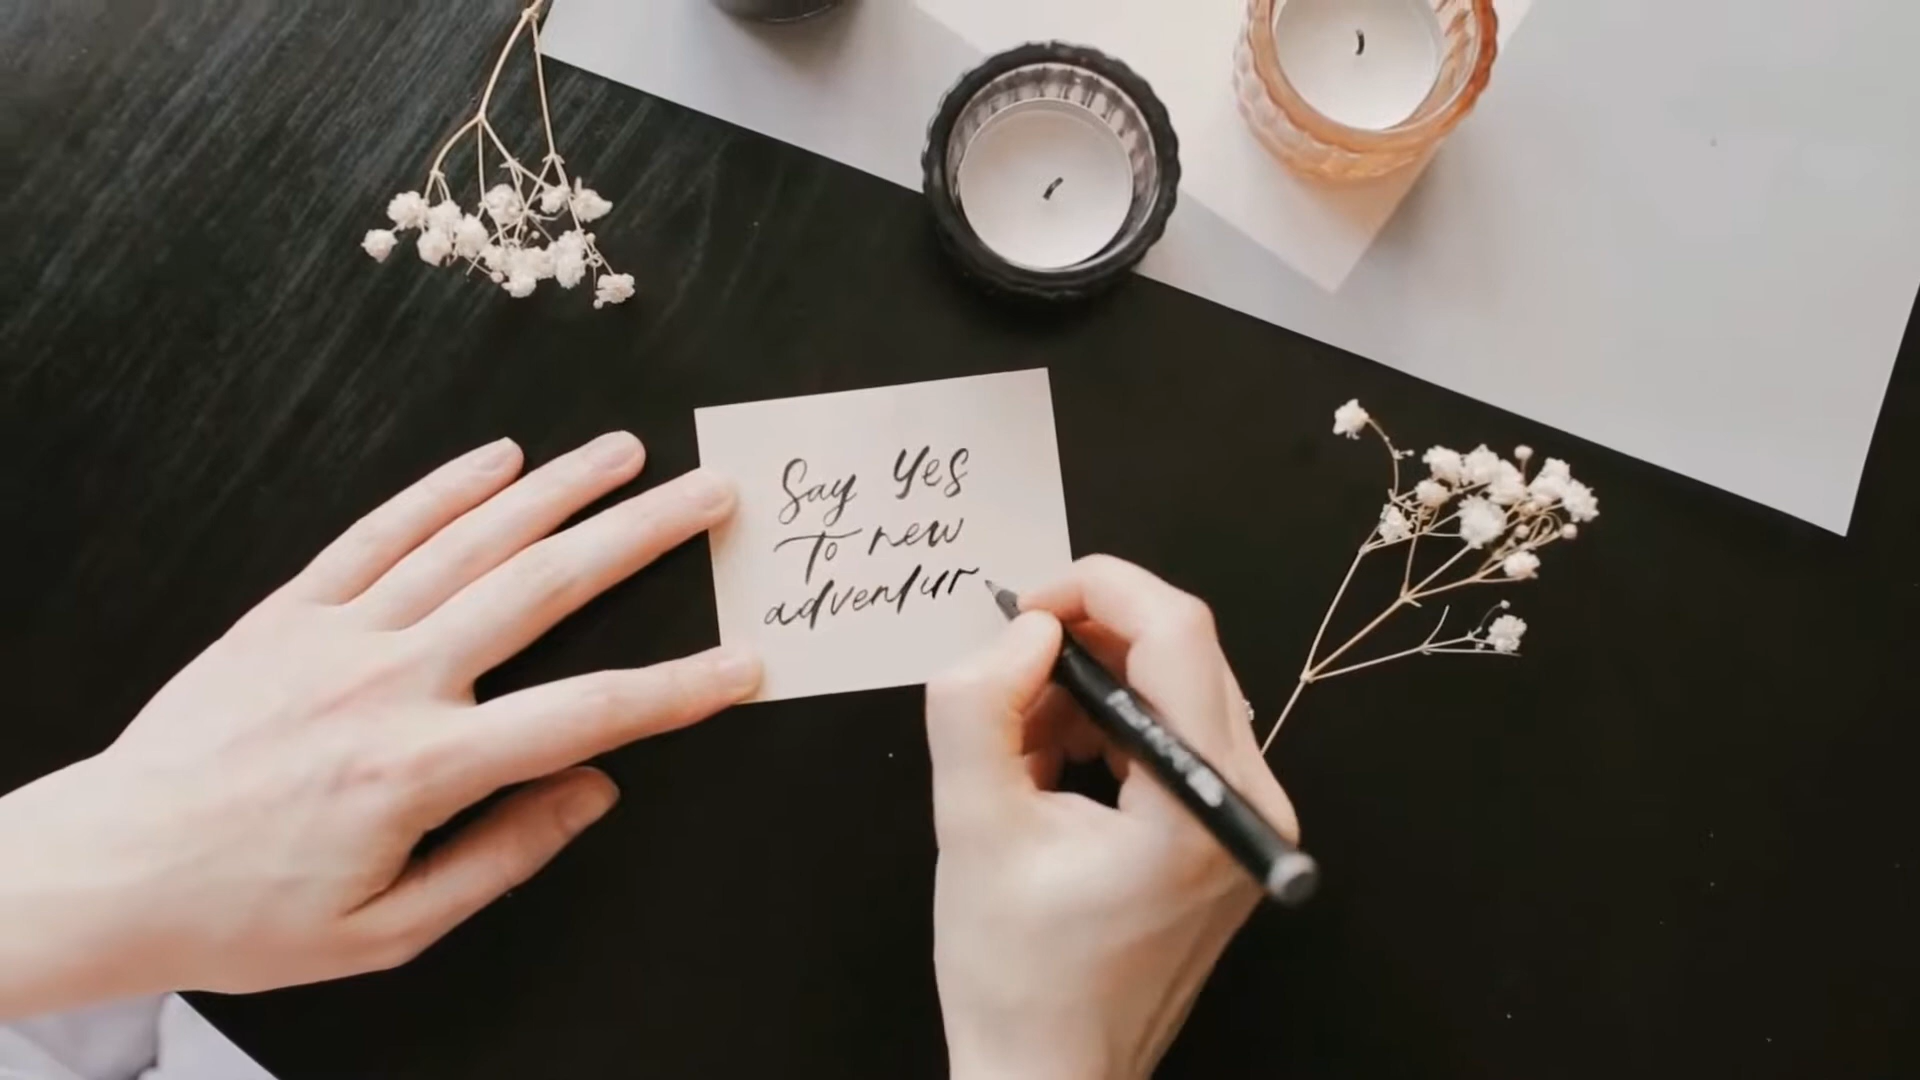 Say yes
To new
adventur